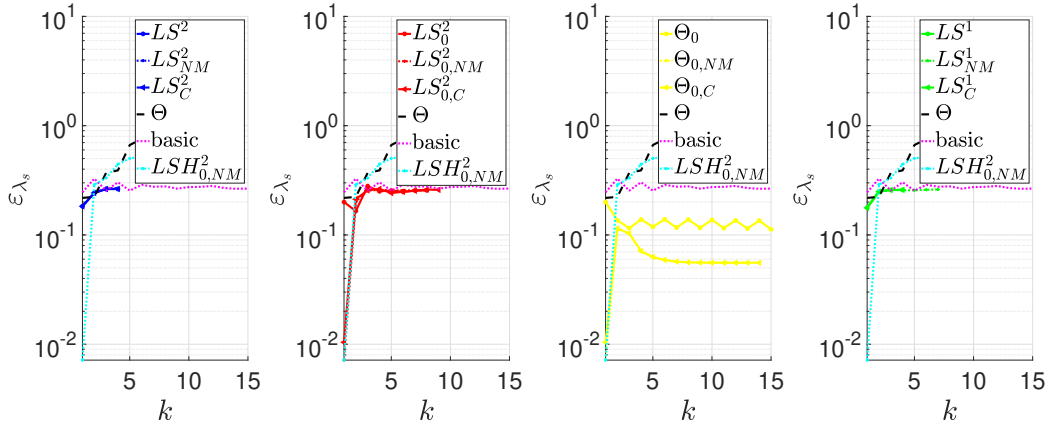 10^1
10^0
10^{-1}
10^{-2}
ε_{λ_s}
5 10 15
k
LS^2
LS^2_{NM}
LS^2_C
Θ
basic
LSH^2_{0,NM}
10^1
10^0
10^{-1}
10^{-2}
ε_{λ_s}
5 10 15
k
LS^2_0
LS^2_{0,NM}
LS^2_{0,C}
Θ
basic
LSH^2_{0,NM}
10^1
10^0
10^{-1}
10^{-2}
ε_{λ_s}
5 10 15
k
Θ_0
Θ_{0,NM}
Θ_{0,C}
Θ
basic
LSH^2_{0,NM}
10^1
10^0
10^{-1}
10^{-2}
ε_{λ_s}
5 10 15
k
LS^1
LS^1_{NM}
LS^1_C
Θ
basic
LSH^2_{0,NM}